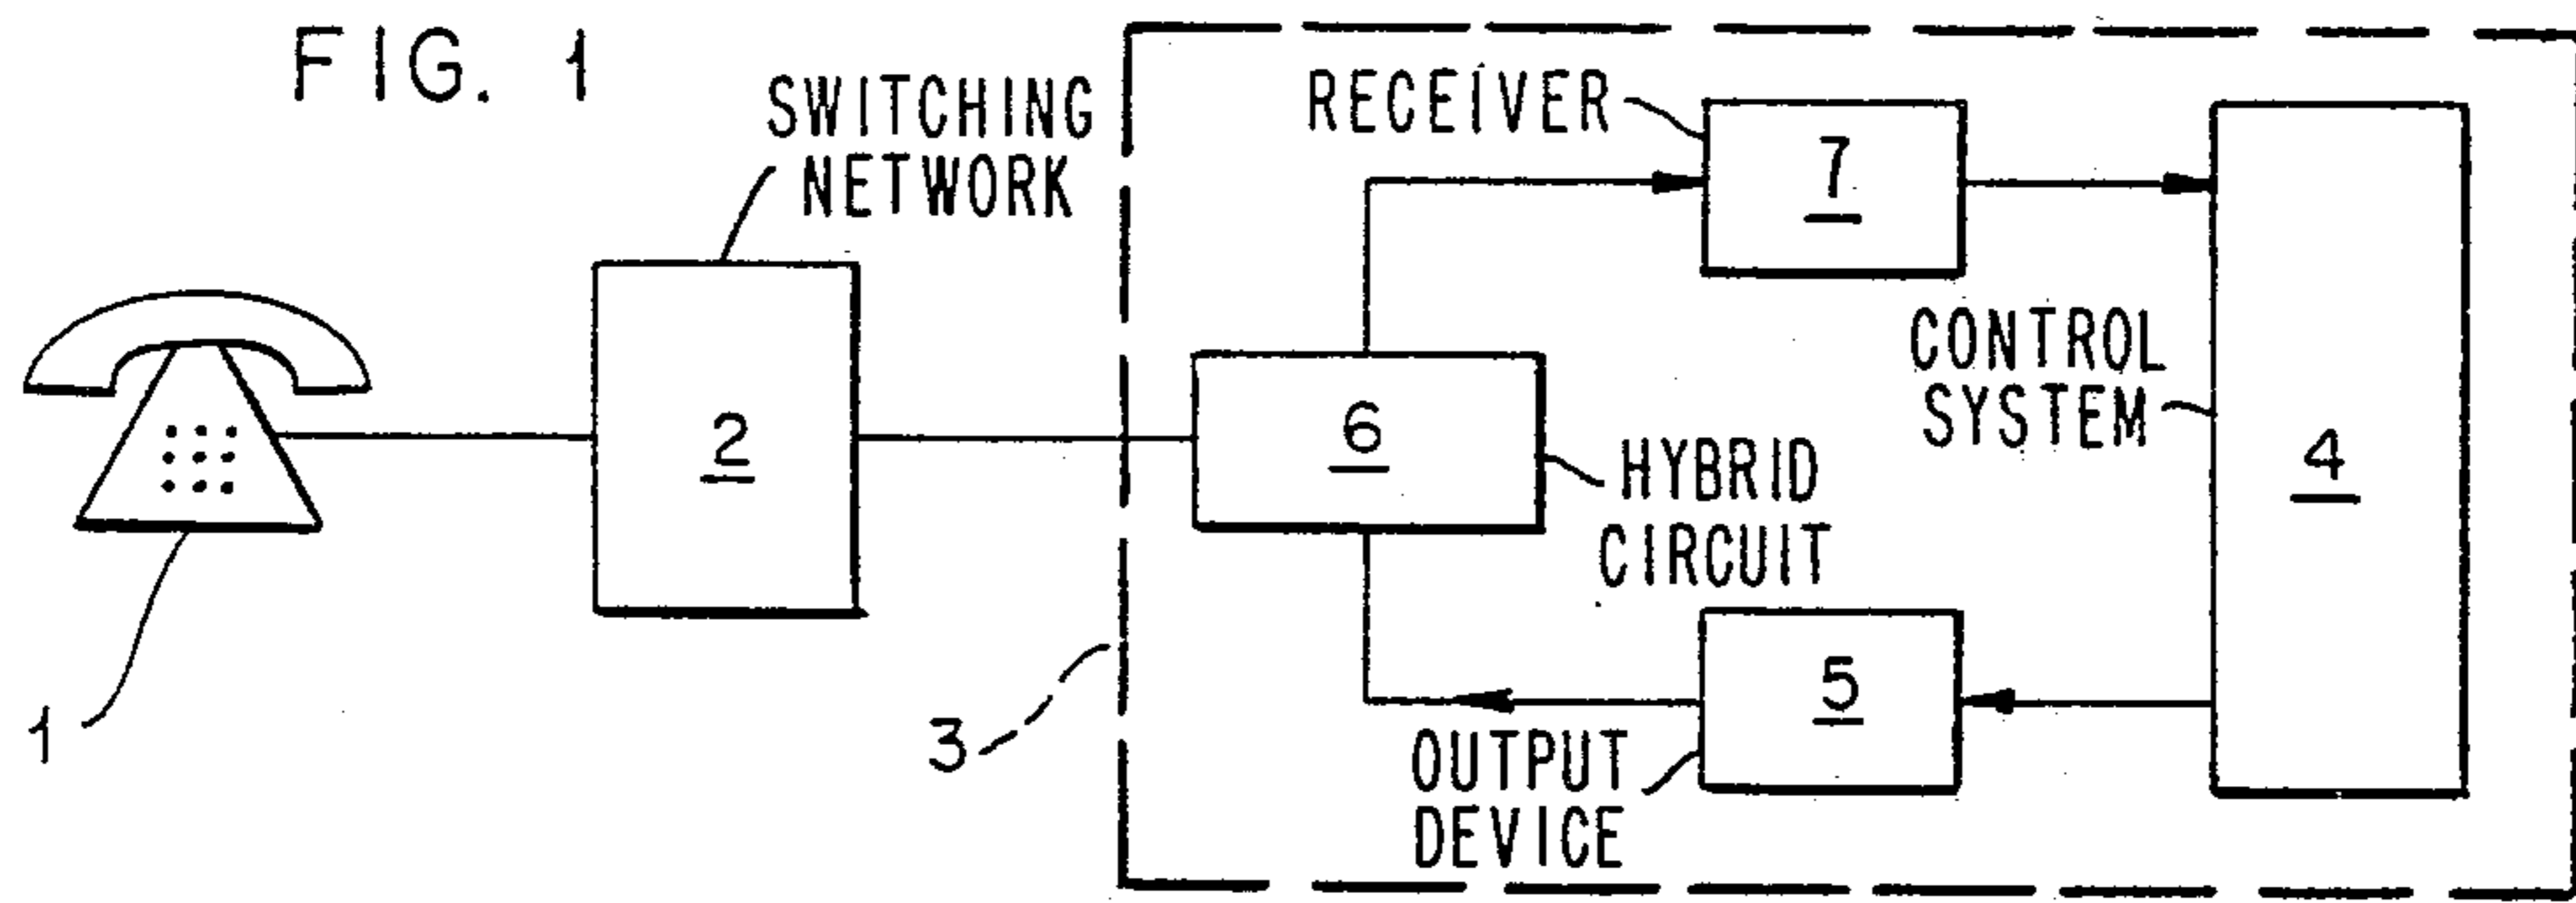 FIG. 1
SWITCHING
NETWORK
RECEIVER
7
CONTROL
SYSTEM
4
2
6
HYBRID
CIRCUIT
5
OUTPUT
DEVICE
1
3